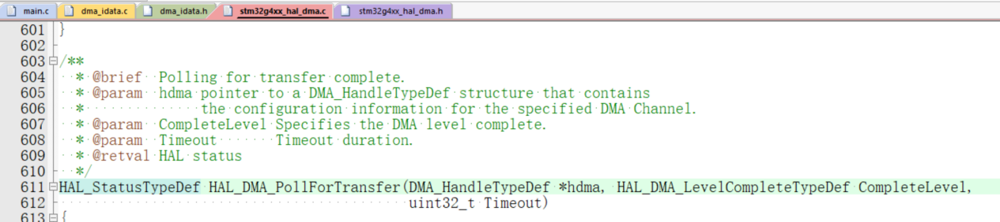 main.c dma_idata.c dma_idata.h stm32g4xx_hal_dma.c stm32g4xx_hal_dma.h
601 }
602
603 /**
604 * @brief Polling for transfer complete.
605 * @param hdma pointer to a DMA_HandleTypeDef structure that contains
606 * the configuration information for the specified DMA Channel.
607 * @param CompleteLevel Specifies the DMA level complete.
608 * @param Timeout Timeout duration.
609 * @retval HAL status
610 */
611 HAL_StatusTypeDef HAL_DMA_PollForTransfer(DMA_HandleTypeDef *hdma, HAL_DMA_LevelCompleteTypeDef CompleteLevel,
612 uint32_t Timeout)
613 {